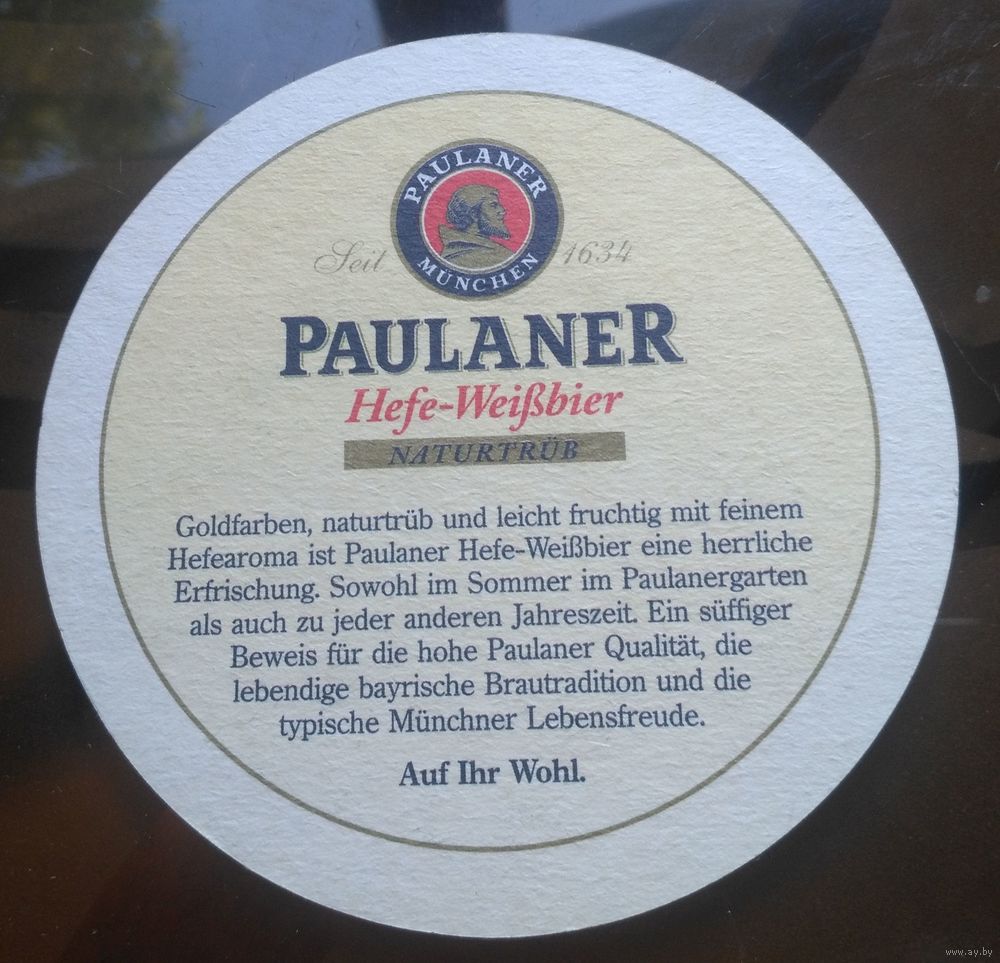 PAULANER
MÜNCHEN
Seit 1634
PAULANER
Hefe-Weißbier
NATURTRÜB
Goldfarben, naturtrüb und leicht fruchtig mit feinem
Hefearoma ist Paulaner Hefe-Weißbier eine herrliche
Erfrischung. Sowohl im Sommer im Paulanergarten
als auch zu jeder anderen Jahreszeit. Ein süffiger
Beweis für die hohe Paulaner Qualität, die
lebendige bayrische Brautradition und die
typische Münchner Lebensfreude.
Auf Ihr Wohl.
www.ay.by